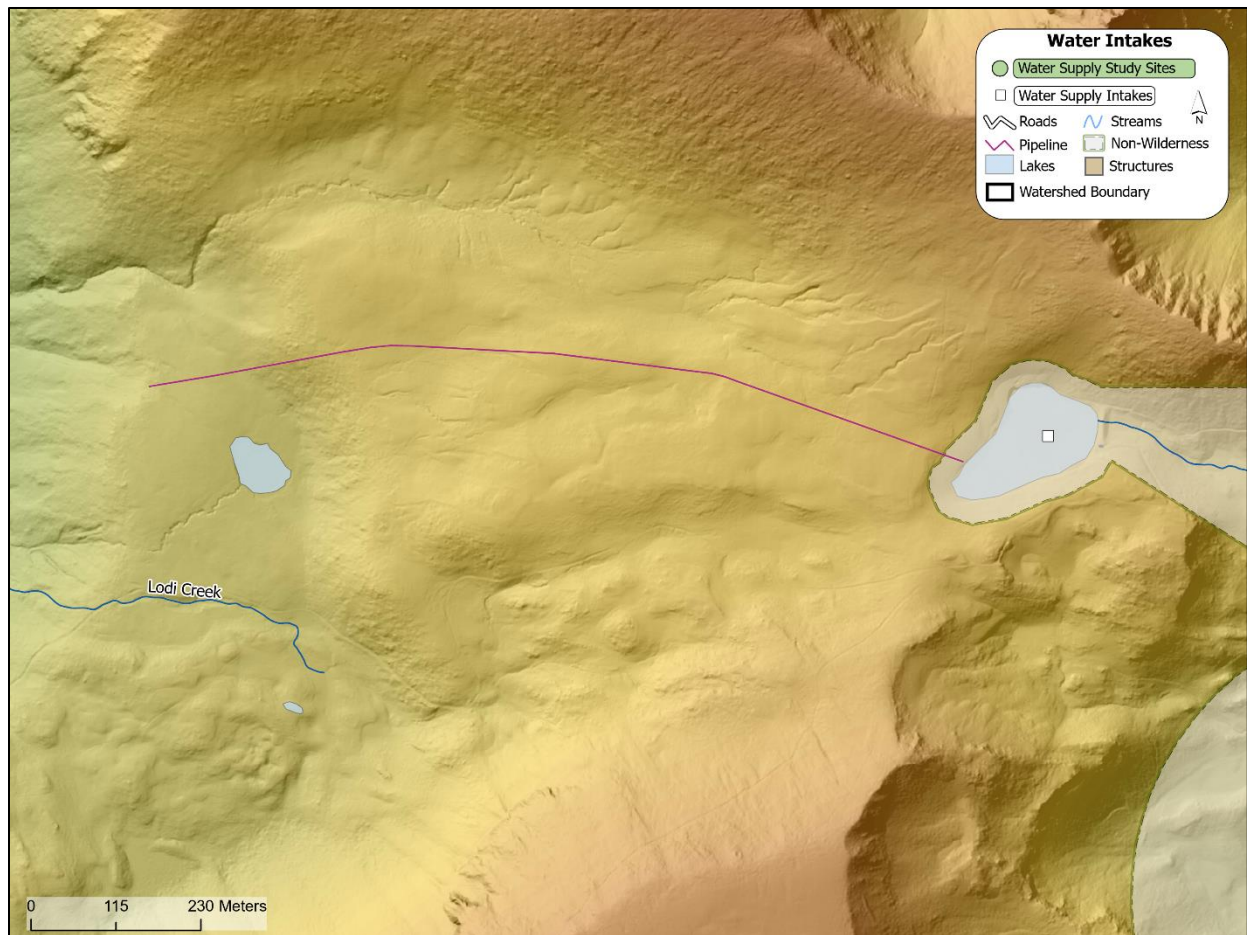 Water Intakes
Water Supply Study Sites
Water Supply Intakes
N
Roads Streams
Pipeline Non-Wilderness
Lakes Structures
Watershed Boundary
Lodi Creek
0 115 230 Meters